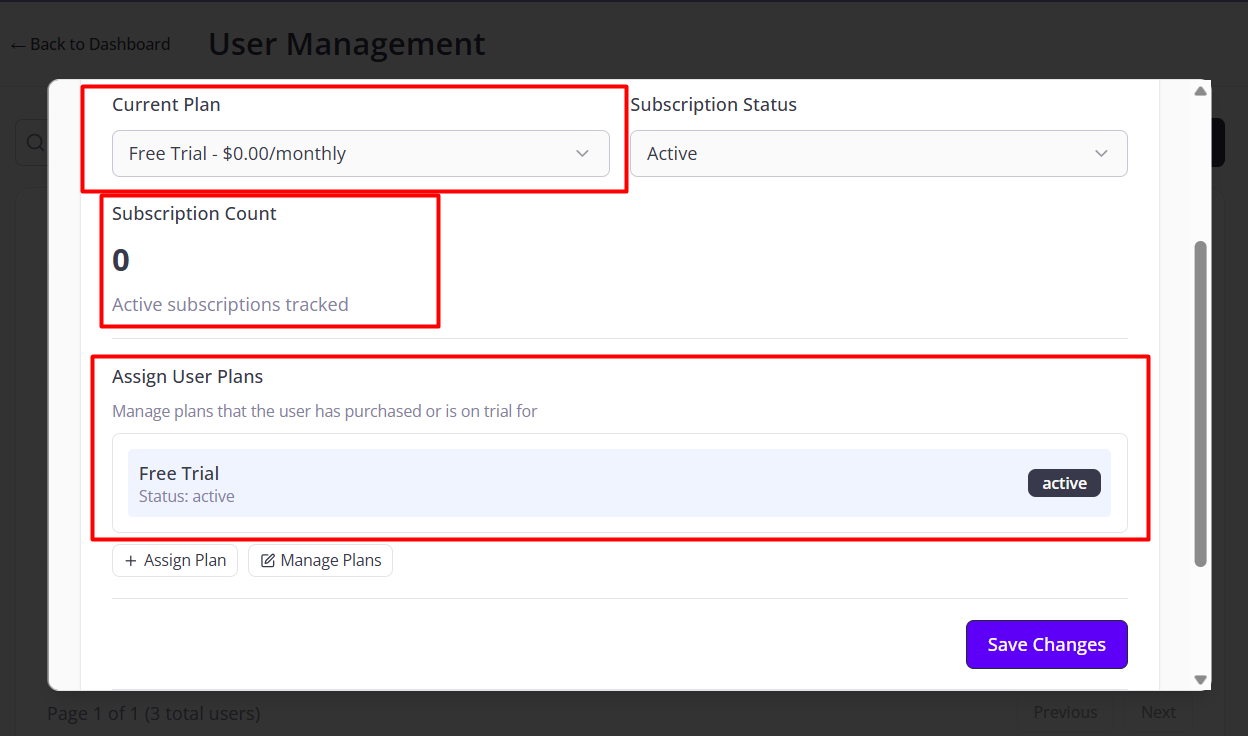 ← Back to Dashboard
User Management
Current Plan
Subscription Status
Free Trial - $0.00/monthly
Active
Subscription Count
0
Active subscriptions tracked
Assign User Plans
Manage plans that the user has purchased or is on trial for
Free Trial
Status: active
active
+ Assign Plan
Manage Plans
Save Changes
Page 1 of 1 (3 total users)
Previous
Next